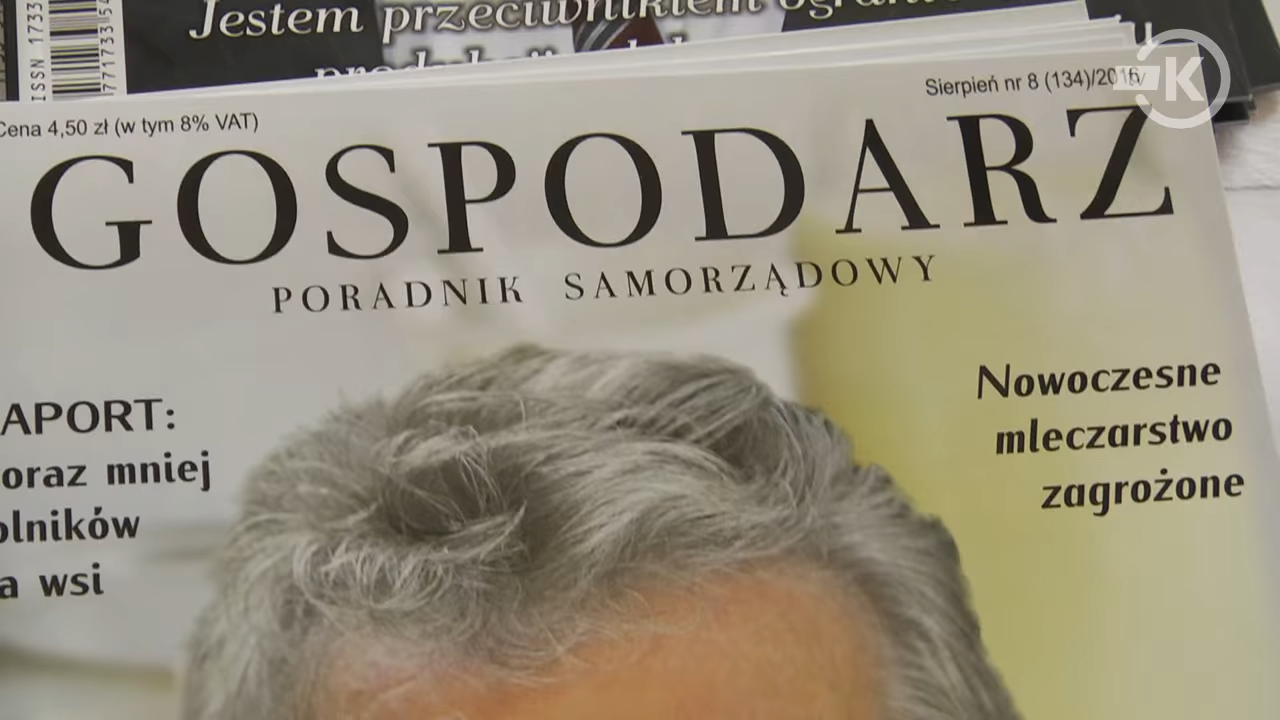 ISSN 1733
Jestem przeciwnikiem
Sierpień nr 8 (134)/2016
K
Cena 4,50 zł (w tym 8% VAT)
GOSPODARZ
PORADNIK SAMORZĄDOWY
APORT:
oraz mniej
olników
a wsi
Nowoczesne
mleczarstwo
zagrożone